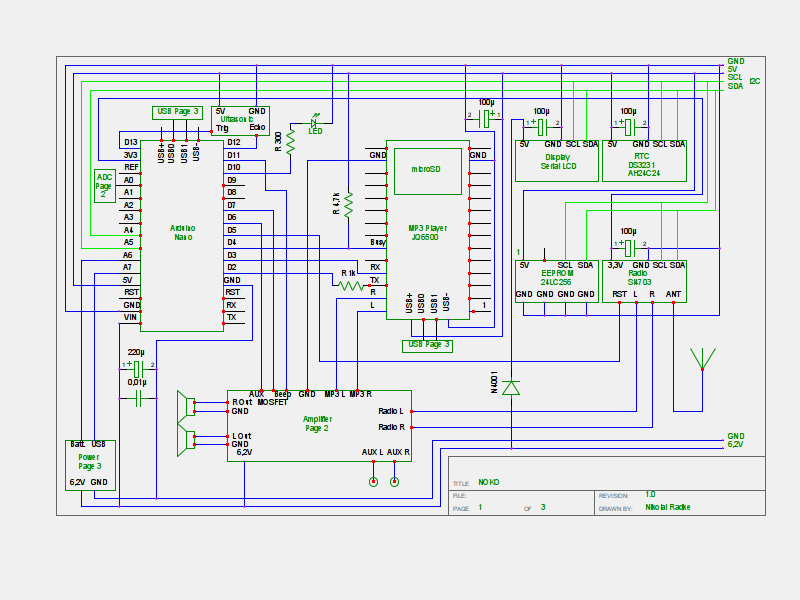 GND
5V
SCL
SDA
I2C
USB Page 3
5V GND
Ultrasonic
Trig Echo
LED
R 300
R 4,7k
100µ
100µ
100µ
1 2
2 1
1 2
D13
3V3
REF
A0
A1
A2
A3
A4
A5
A6
A7
5V
RST
GND
VIN
USB+
USB0
USB1
USB-
Arduino
Nano
D12
D11
D10
D9
D8
D7
D6
D5
D4
D3
D2
GND
RST
RX
TX
ADC
Page
2
GND
GND
microSD
MP3 Player
JQ6500
Busy
RX
TX
R
L
R 1k
USB+
USB0
USB1
USB-
1
USB Page 3
5V GND SCL SDA
Display
Serial LCD
5V GND SCL SDA
RTC
DS3231
AH24C24
100µ
1 2
1
5V SCL SDA
EEPROM
24LC256
GND GND GND GND
3,3V GND SCL SDA
Radio
SI4703
RST L R ANT
220µ
1 2
0,01µ
N4001
AUX Beep GND MP3 L MP3 R
MOSFET
R Out
GND
L Out
GND
6,2V
Amplifier
Page 2
Radio L
Radio R
AUX L AUX R
Batt. USB
Power
Page 3
6,2V GND
GND
6,2V
TITLE NOKO
FILE:
REVISION: 1.0
PAGE 1 OF 3
DRAWN BY: Nikolai Radke